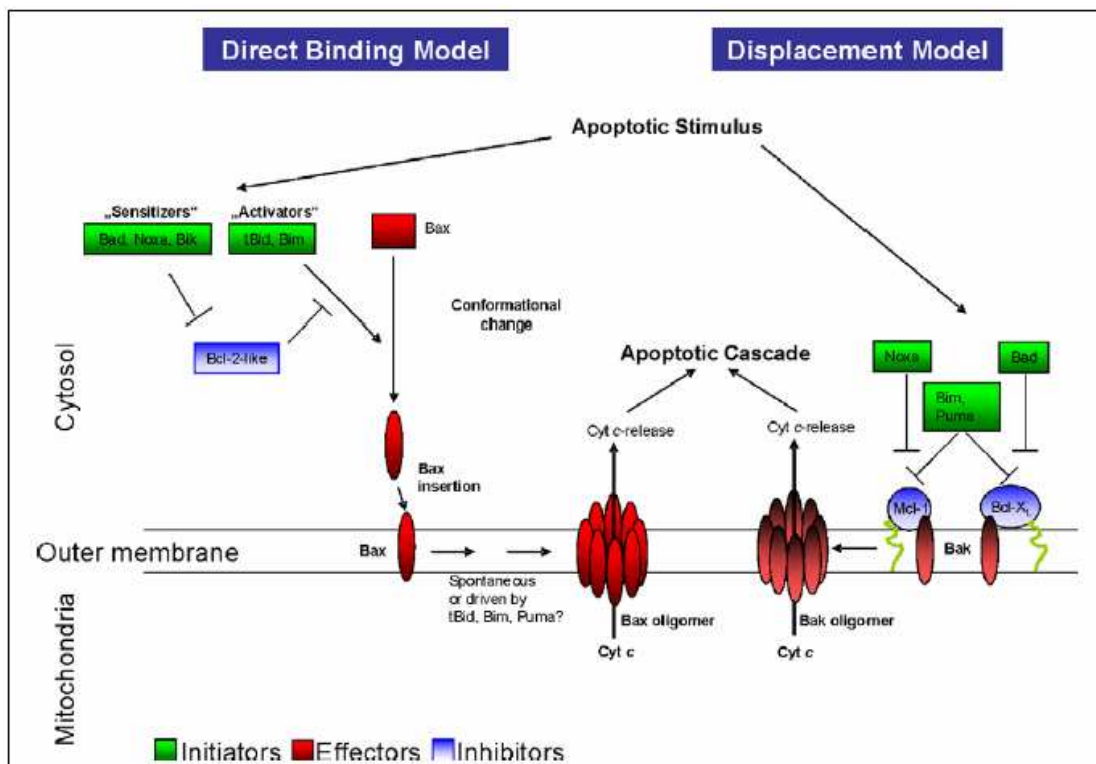 Direct Binding Model
Displacement Model
Apoptotic Stimulus
„Sensitizers“
„Activators“
Bad, Noxa, Bik
tBid, Bim
Bax
Conformational
change
Bcl-2-like
Apoptotic Cascade
Noxa
Bad
Bim,
Puma
Cytosol
Cyt c-release
Cyt c-release
Bax
insertion
Mcl-1
Bcl-XL
Outer membrane
Bax
Bak
Spontaneous
or driven by
tBid, Bim, Puma?
Bax oligomer
Bak oligomer
Cyt c
Cyt c
Mitochondria
Initiators
Effectors
Inhibitors